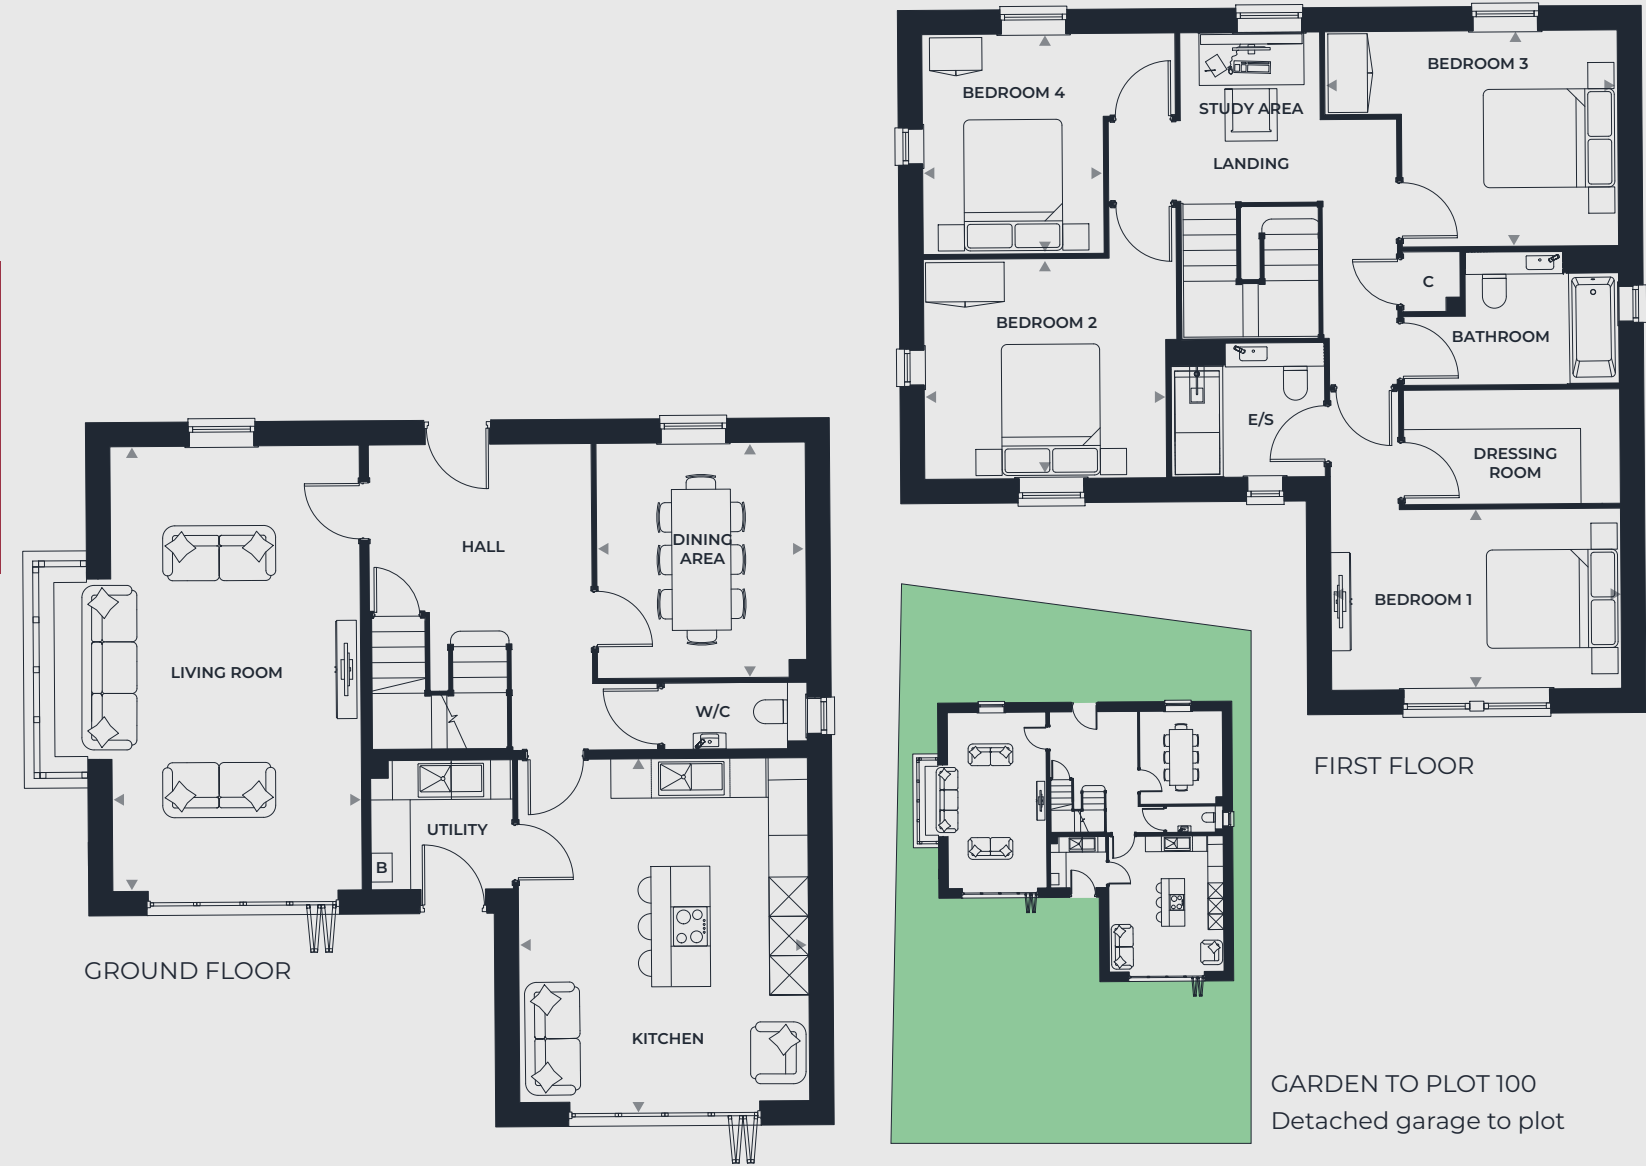 BEDROOM 4
STUDY AREA
LANDING
BEDROOM 3
BEDROOM 2
C
BATHROOM
E/S
DRESSING
ROOM
BEDROOM 1
FIRST FLOOR
HALL
DINING
AREA
LIVING ROOM
W/C
UTILITY
B
KITCHEN
GROUND FLOOR
GARDEN TO PLOT 100
Detached garage to plot